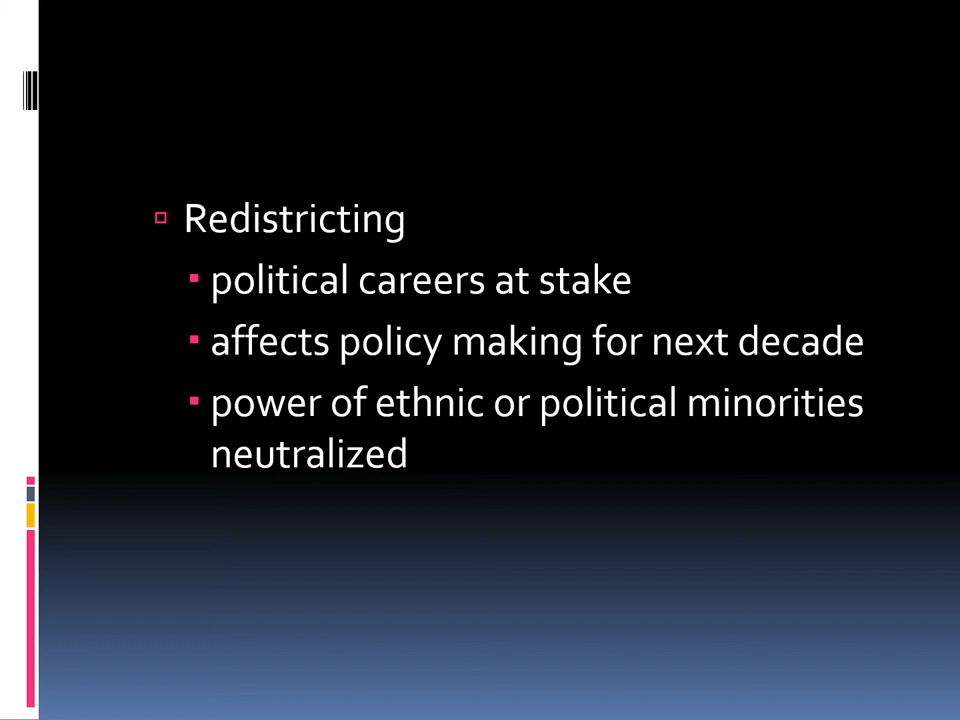 Redistricting
political careers at stake
affects policy making for next decade
power of ethnic or political minorities
neutralized